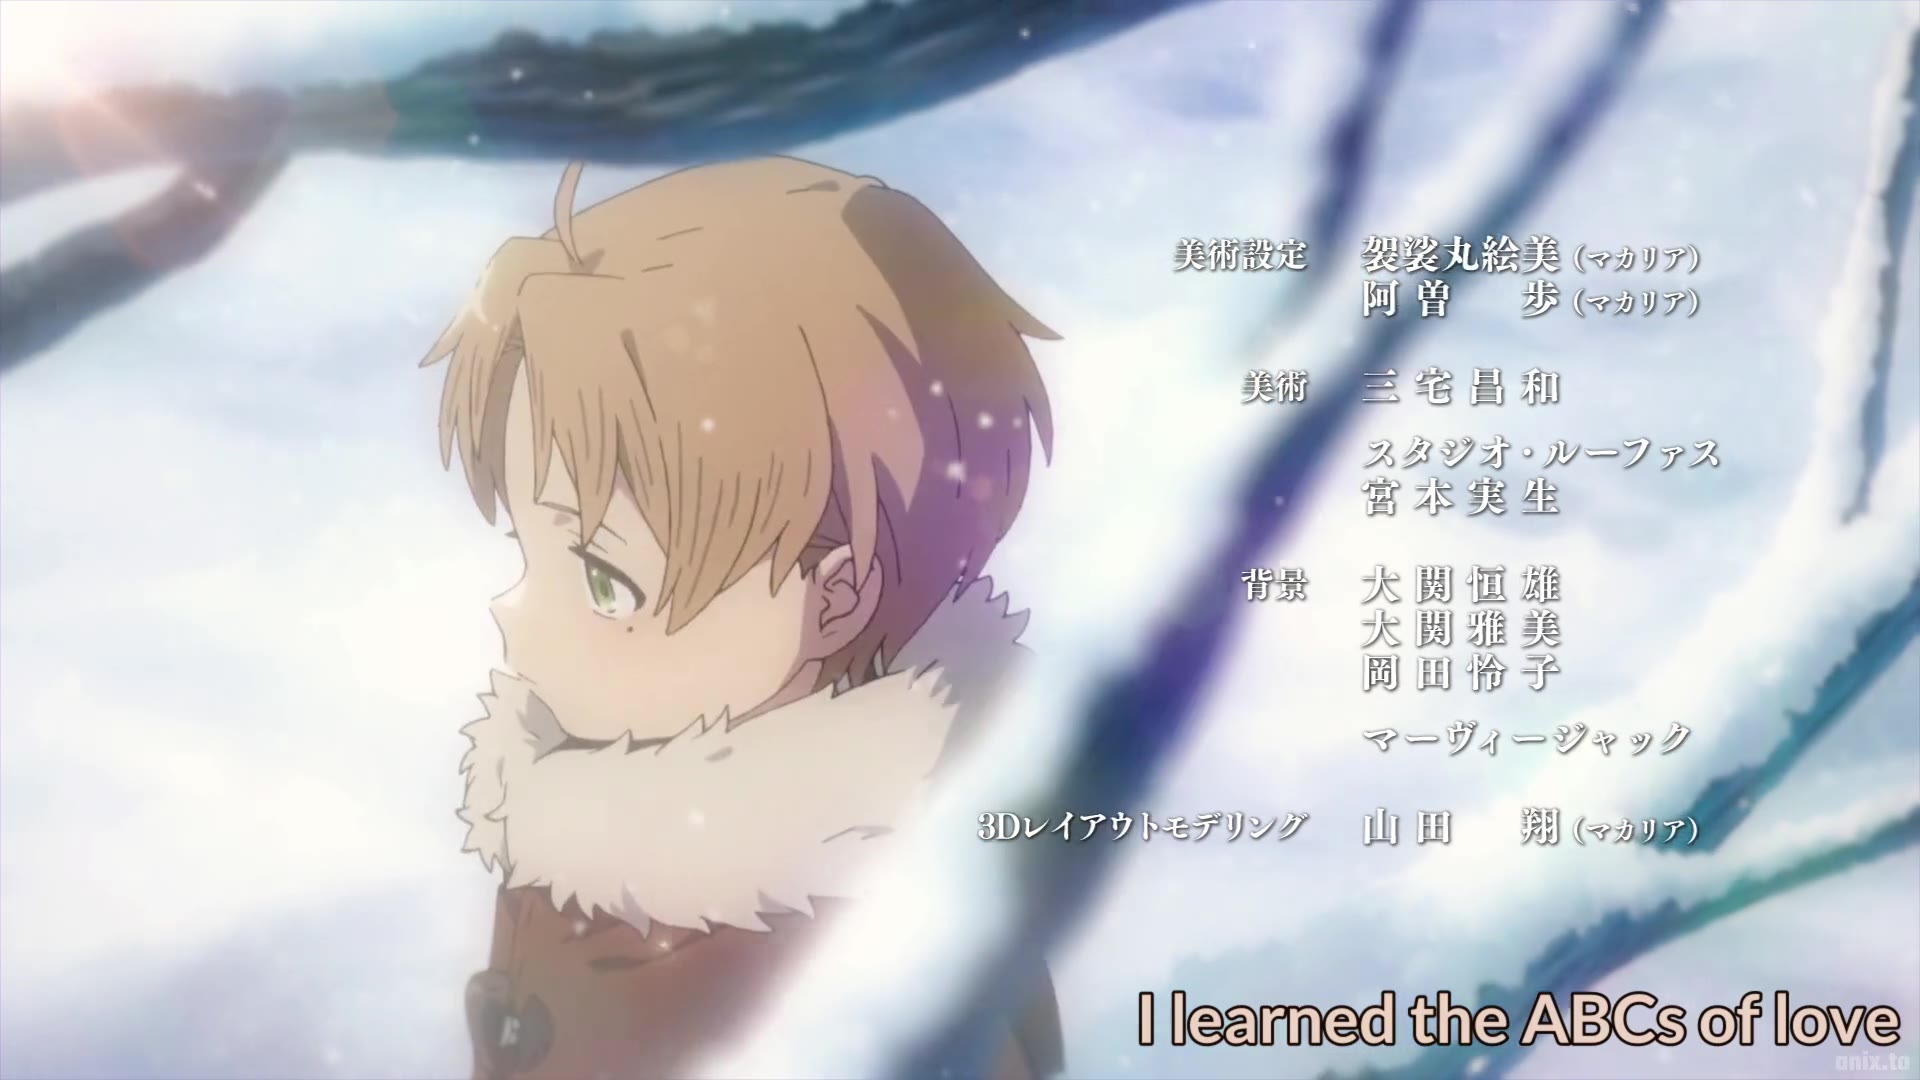 美術設定 袈裟丸絵美(マカリア)
阿曽 歩(マカリア)
美術 三宅昌和
スタジオ・ルーファス
宮本実生
背景 大関恒雄
大関雅美
岡田怜子
マーヴィージャック
3Dレイアウトモデリング 山田 翔(マカリア)
I learned the ABCs of love
anix.to